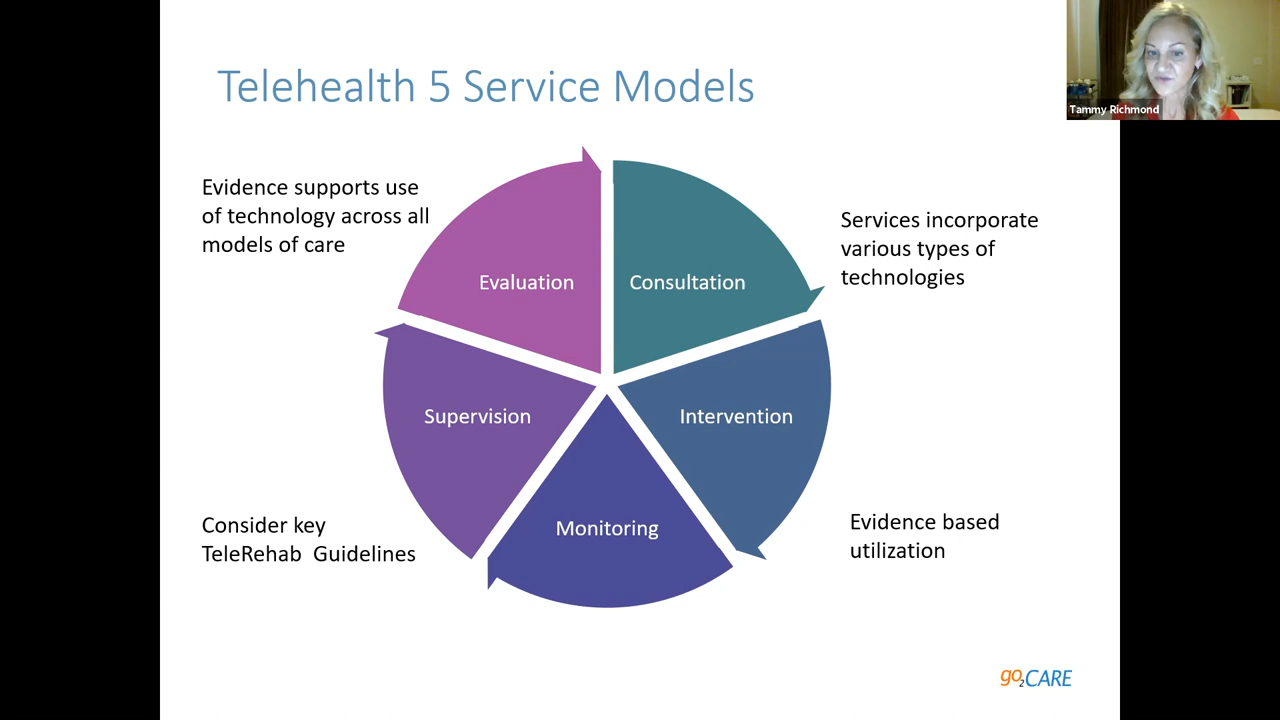 Telehealth 5 Service Models
Tammy Richmond
Evidence supports use
of technology across all
models of care
Services incorporate
various types of
technologies
Evaluation
Consultation
Supervision
Intervention
Monitoring
Consider key
TeleRehab  Guidelines
Evidence based
utilization
go2CARE